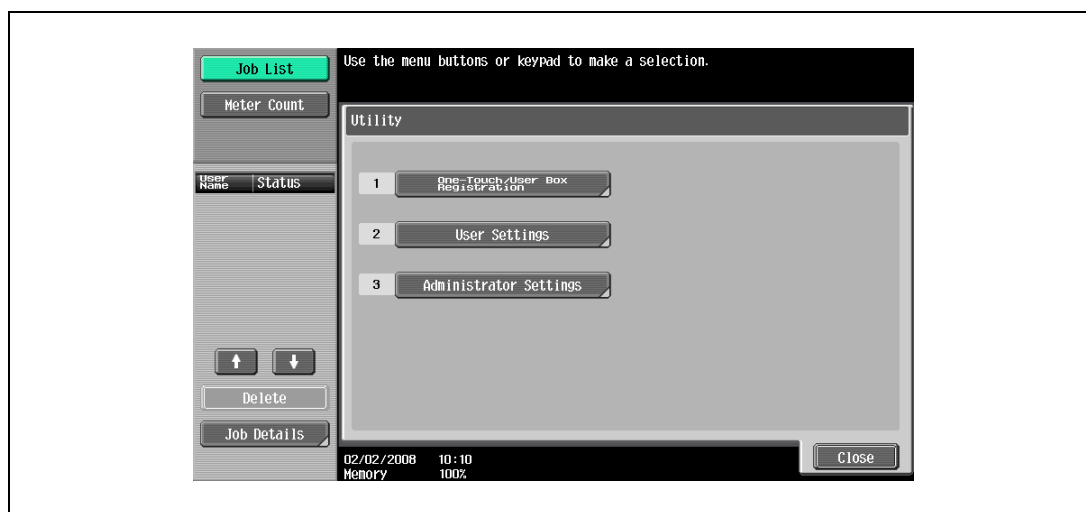 Job List
Meter Count
User Name
Status
Delete
Job Details
Use the menu buttons or keypad to make a selection.
Utility
1 One-Touch/User Box
Registration
2 User Settings
3 Administrator Settings
02/02/2008 10:10
Memory 100%
Close